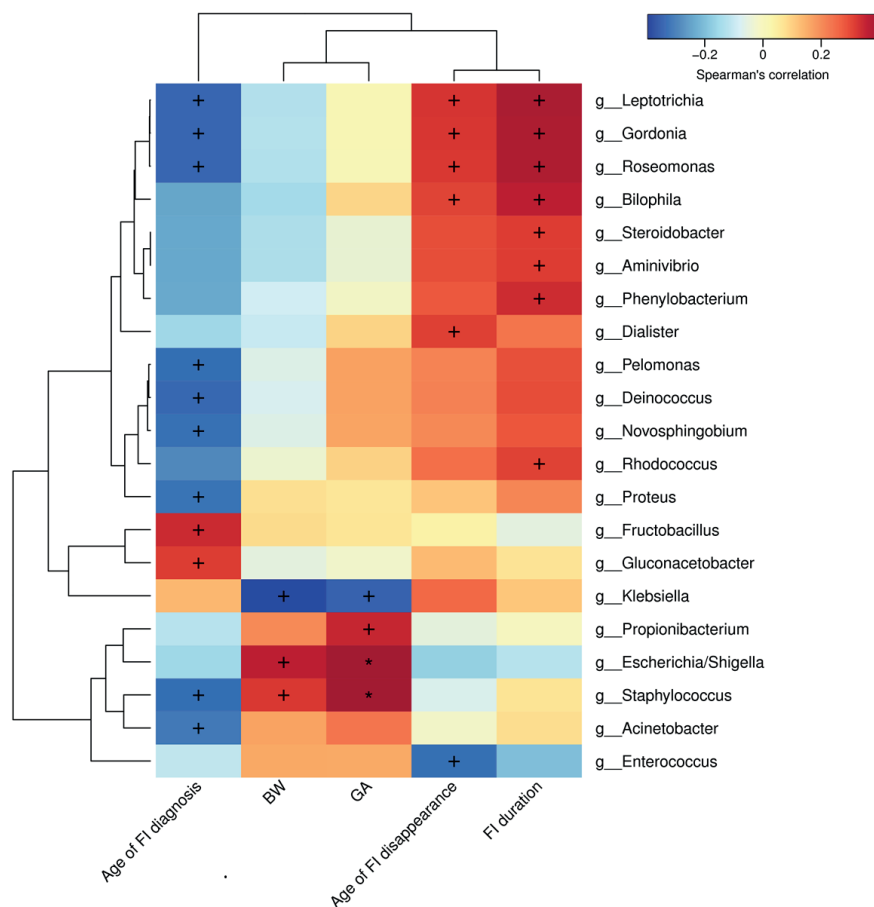 −0.2 0 0.2
Spearman's correlation
+ + + g__Leptotrichia
+ + + g__Gordonia
+ + + g__Roseomonas
+ + g__Bilophila
+ g__Steroidobacter
+ g__Aminivibrio
+ g__Phenylobacterium
+ g__Dialister
+ g__Pelomonas
+ g__Deinococcus
+ g__Novosphingobium
+ g__Rhodococcus
+ g__Proteus
+ g__Fructobacillus
+ g__Gluconacetobacter
+ + g__Klebsiella
+ g__Propionibacterium
+ * g__Escherichia/Shigella
+ + * g__Staphylococcus
+ g__Acinetobacter
+ g__Enterococcus
Age of FI diagnosis
BW
GA
Age of FI disappearance
FI duration